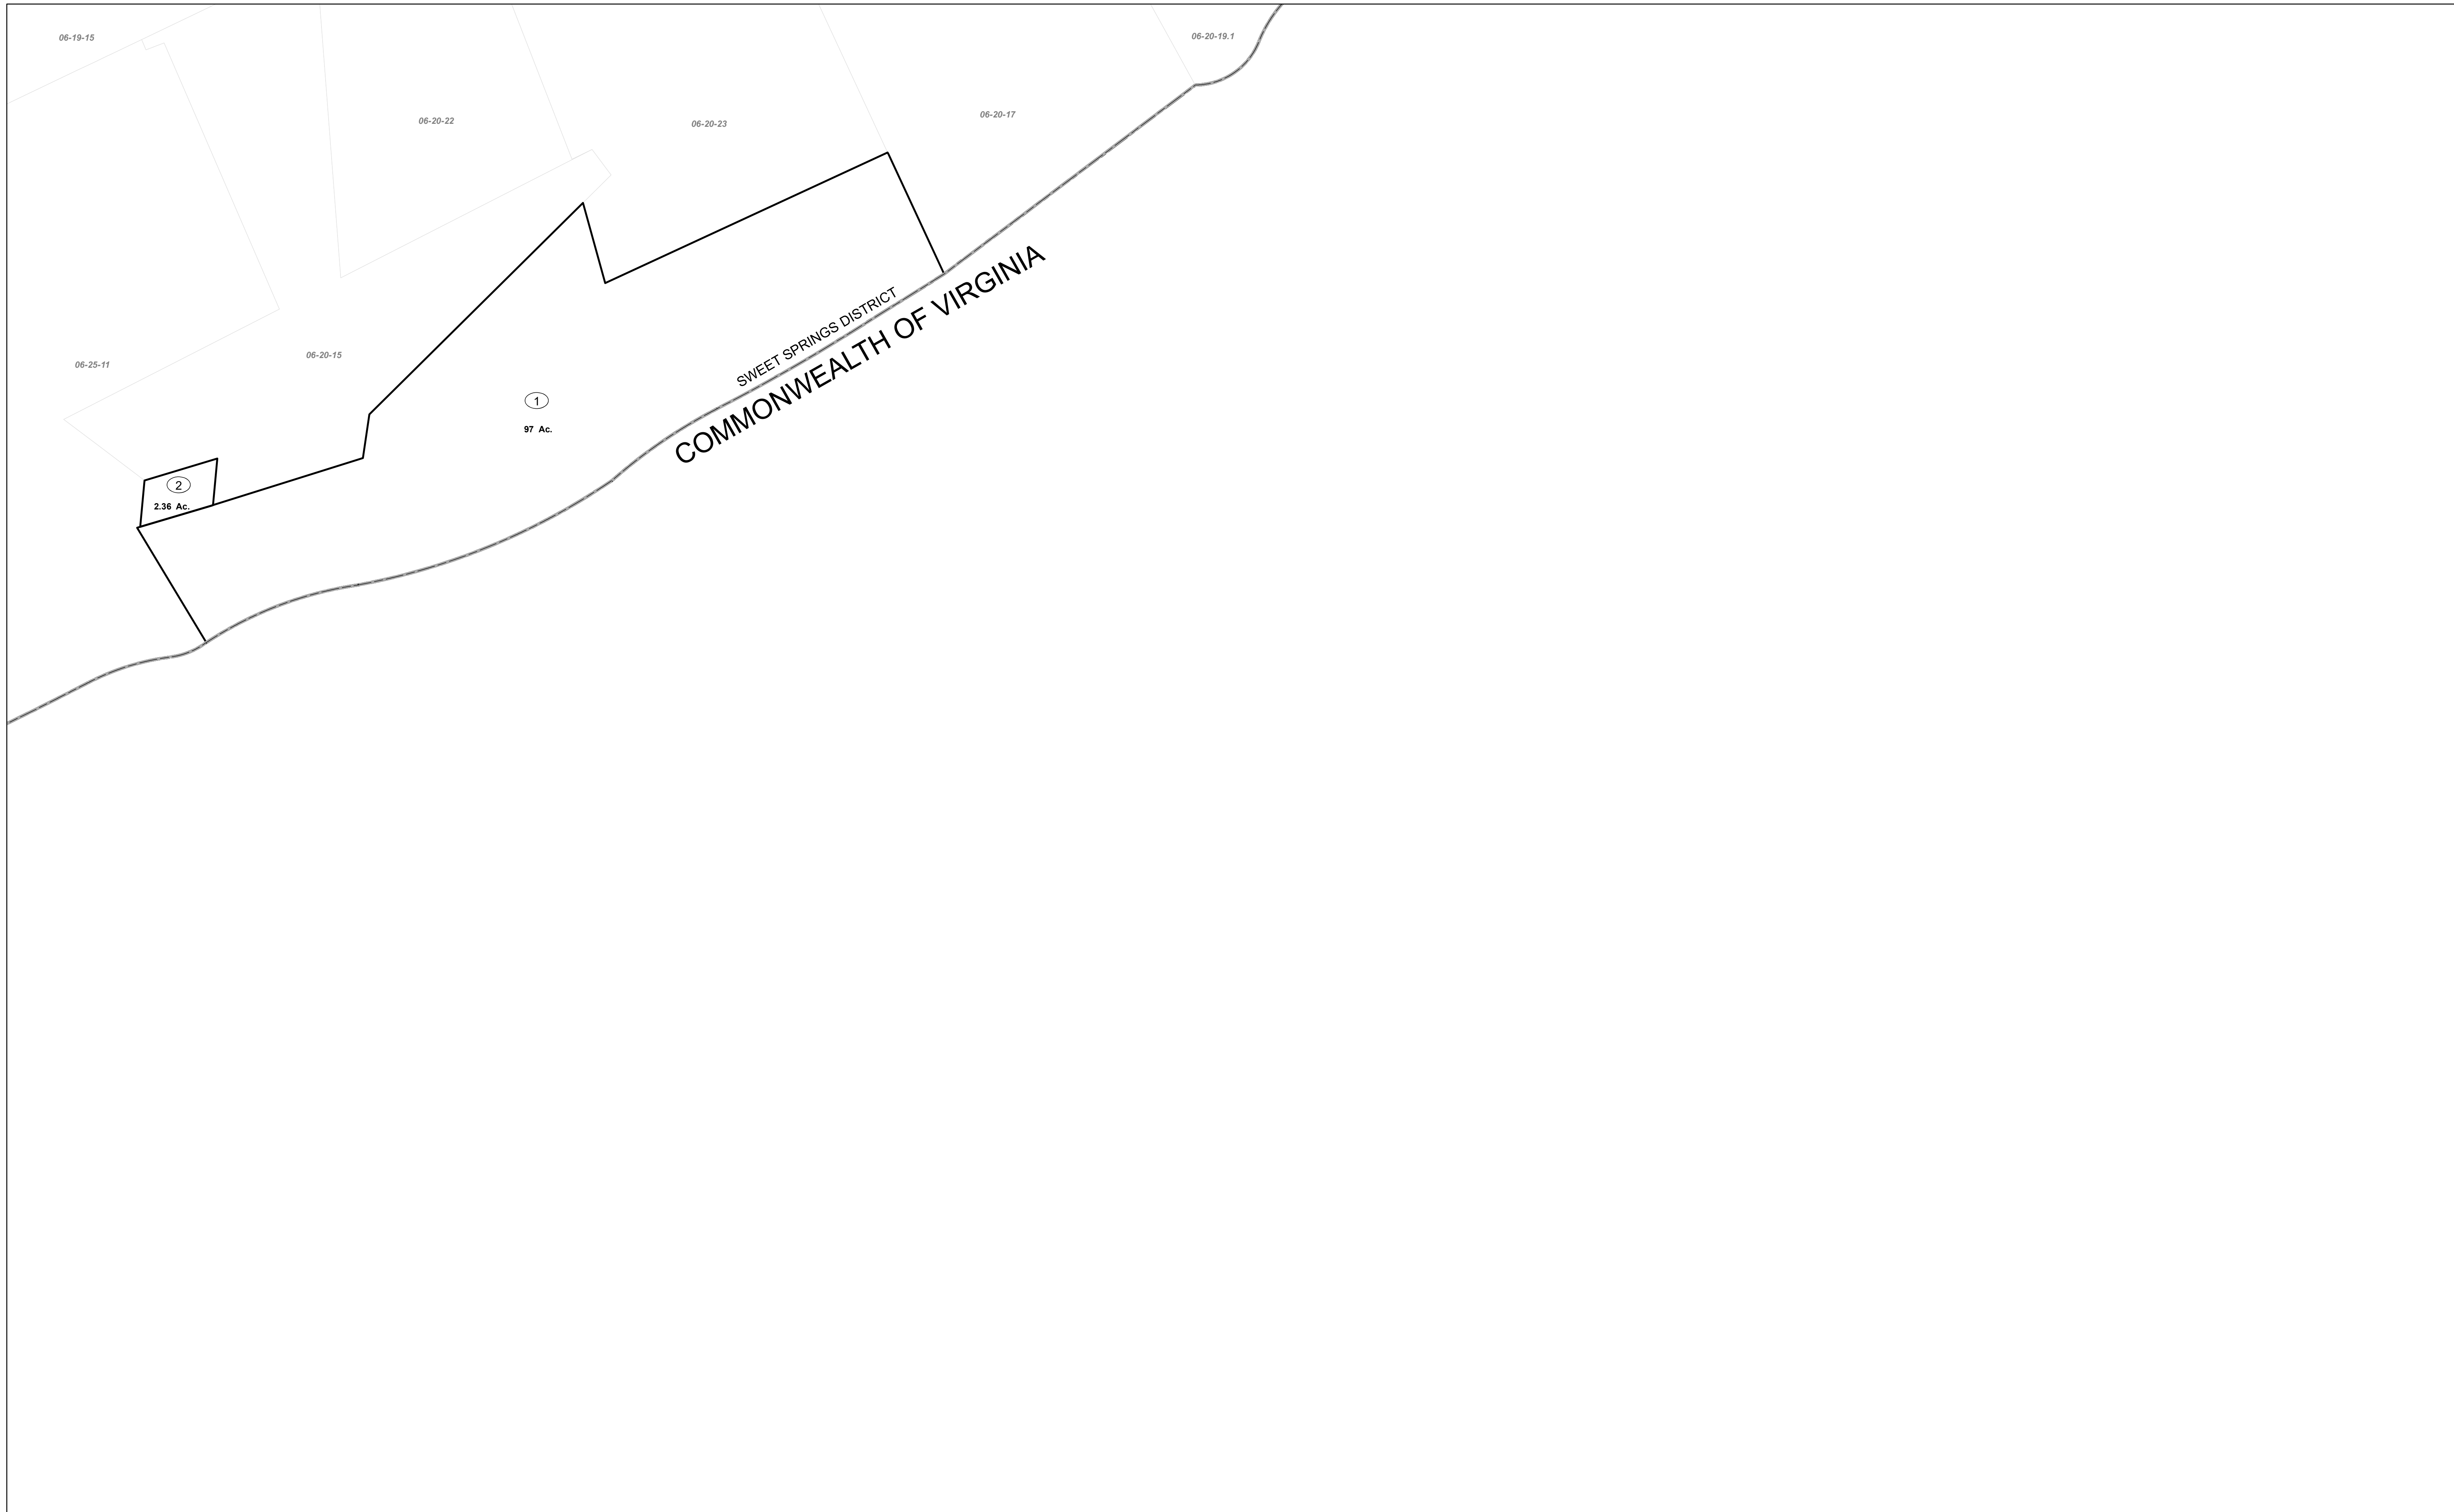 06-19-15
06-20-19.1
06-20-22
06-20-23
06-20-17
SWEET SPRINGS DISTRICT
COMMONWEALTH OF VIRGINIA
06-25-11
06-20-15
1
97 Ac.
2
2.36 Ac.